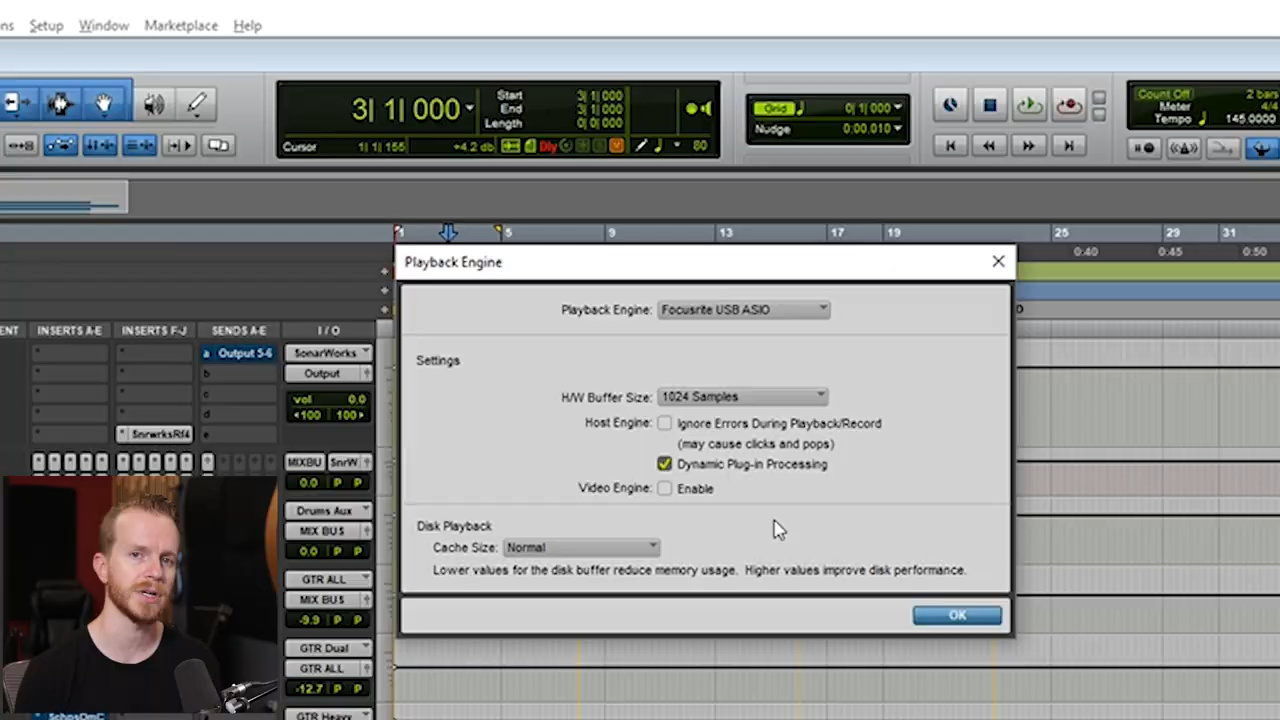 ns Setup Window Marketplace Help
3| 1| 000
Start 3| 1| 000
End 3| 1| 000
Length 0| 0| 000
Cursor 1| 1| 155 +4.2 db Dly 80
Grid 0| 1| 000
Nudge 0:00.010
Count Off 2 bars
Meter 4/4
Tempo 145.0000
1 5 9 13 17 19 25 29 31
0:40 0:45 0:50
Playback Engine
ENT INSERTS A-E INSERTS F-J SENDS A-E I / O
a Output 5-6 SonarWorks
b Output
c vol 0.0
d ◂100 100▸
e
SnrwrksRf4
MIXBU SnrW
0.0 P P
Drums Aux
MIX BUS
0.0 P P
GTR ALL
MIX BUS
-9.9 P P
GTR Dual
GTR ALL
-12.7 P P
GTR Heavy
Playback Engine: Focusrite USB ASIO
Settings
H/W Buffer Size: 1024 Samples
Host Engine: Ignore Errors During Playback/Record
(may cause clicks and pops)
Dynamic Plug-in Processing
Video Engine: Enable
Disk Playback
Cache Size: Normal
Lower values for the disk buffer reduce memory usage. Higher values improve disk performance.
OK